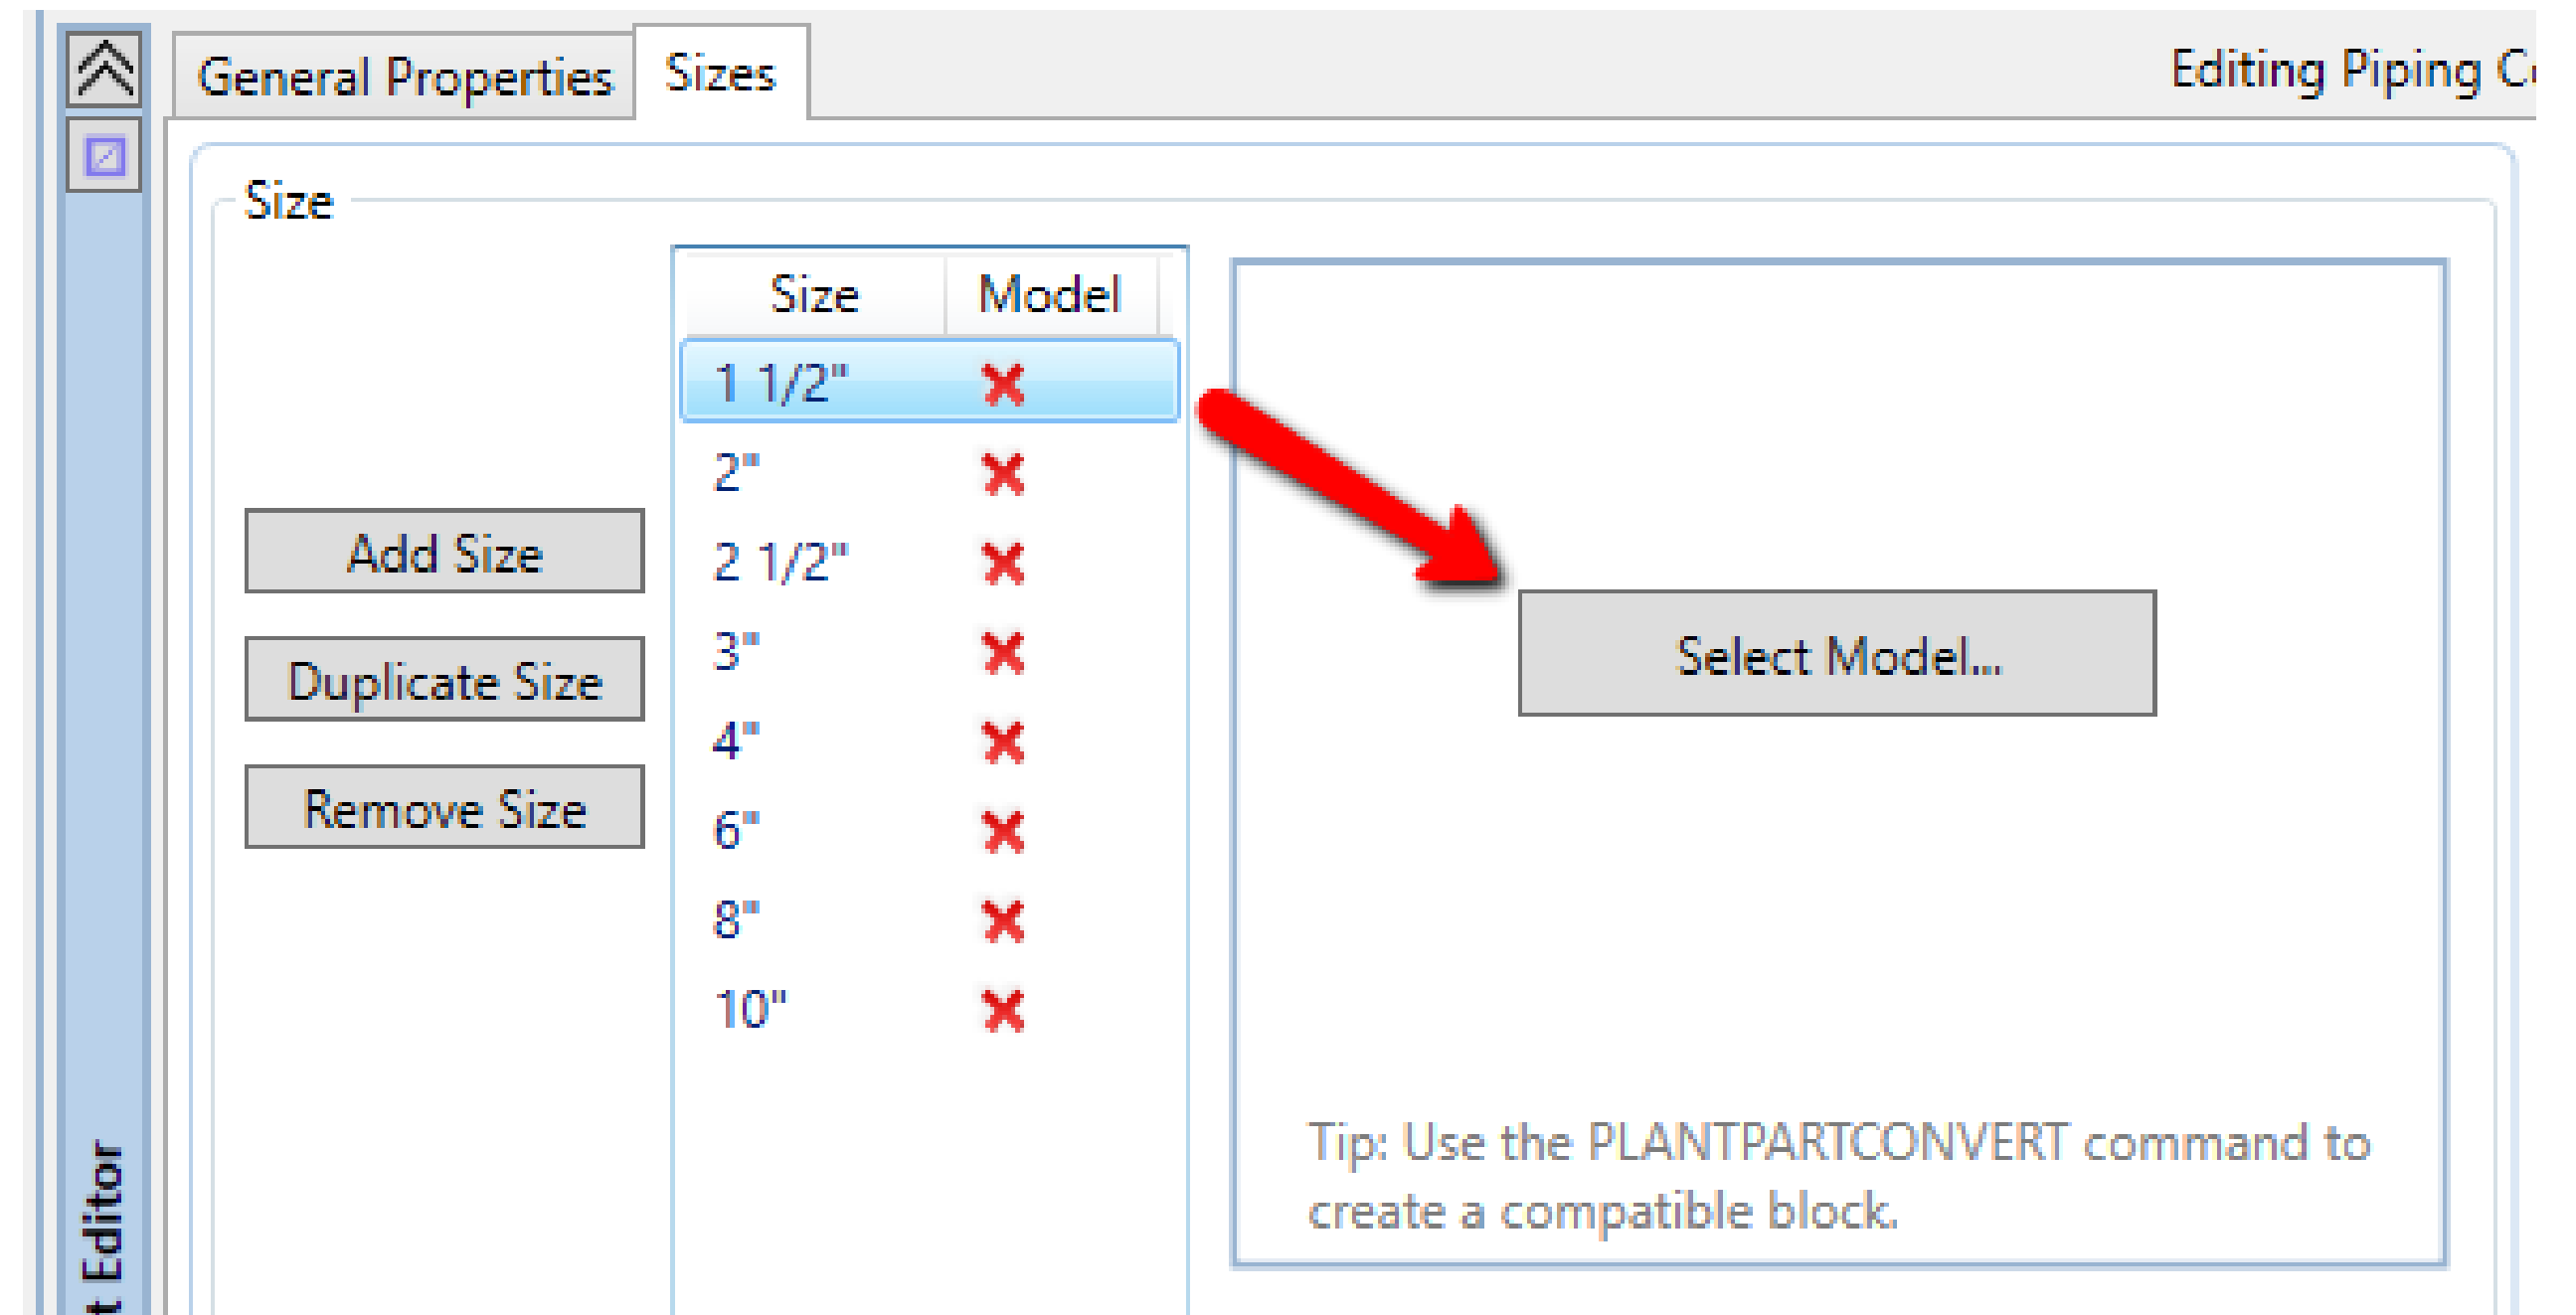 General Properties
Sizes
Editing Piping
Size
Size Model
1 1/2"
2"
2 1/2"
3"
4"
6"
8"
10"
Add Size
Duplicate Size
Remove Size
Select Model...
Tip: Use the PLANTPARTCONVERT command to
create a compatible block.
Editor